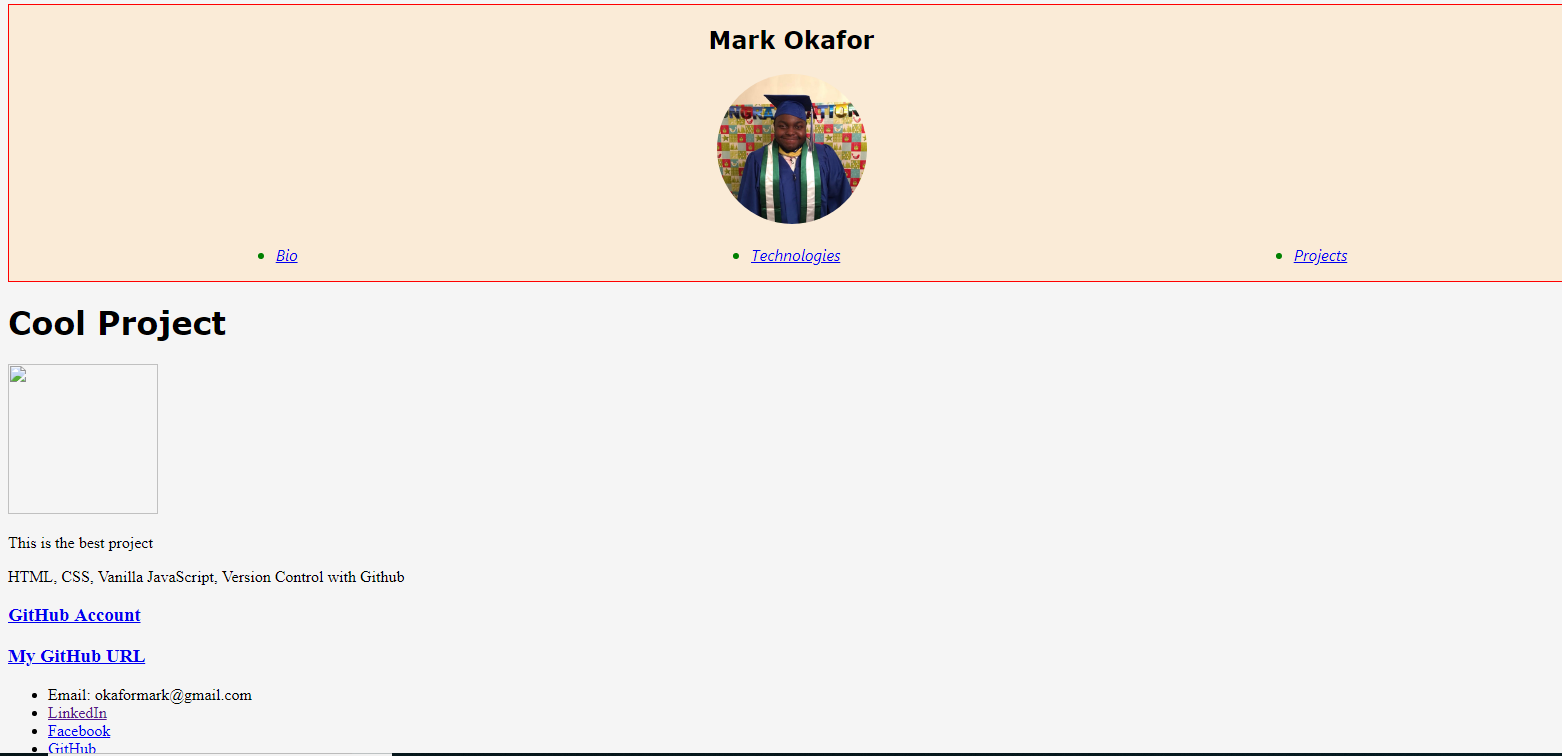 Mark Okafor
Bio
Technologies
Projects
Cool Project
This is the best project
HTML, CSS, Vanilla JavaScript, Version Control with Github
GitHub Account
My GitHub URL
Email: okaformark@gmail.com
LinkedIn
Facebook
GitHub